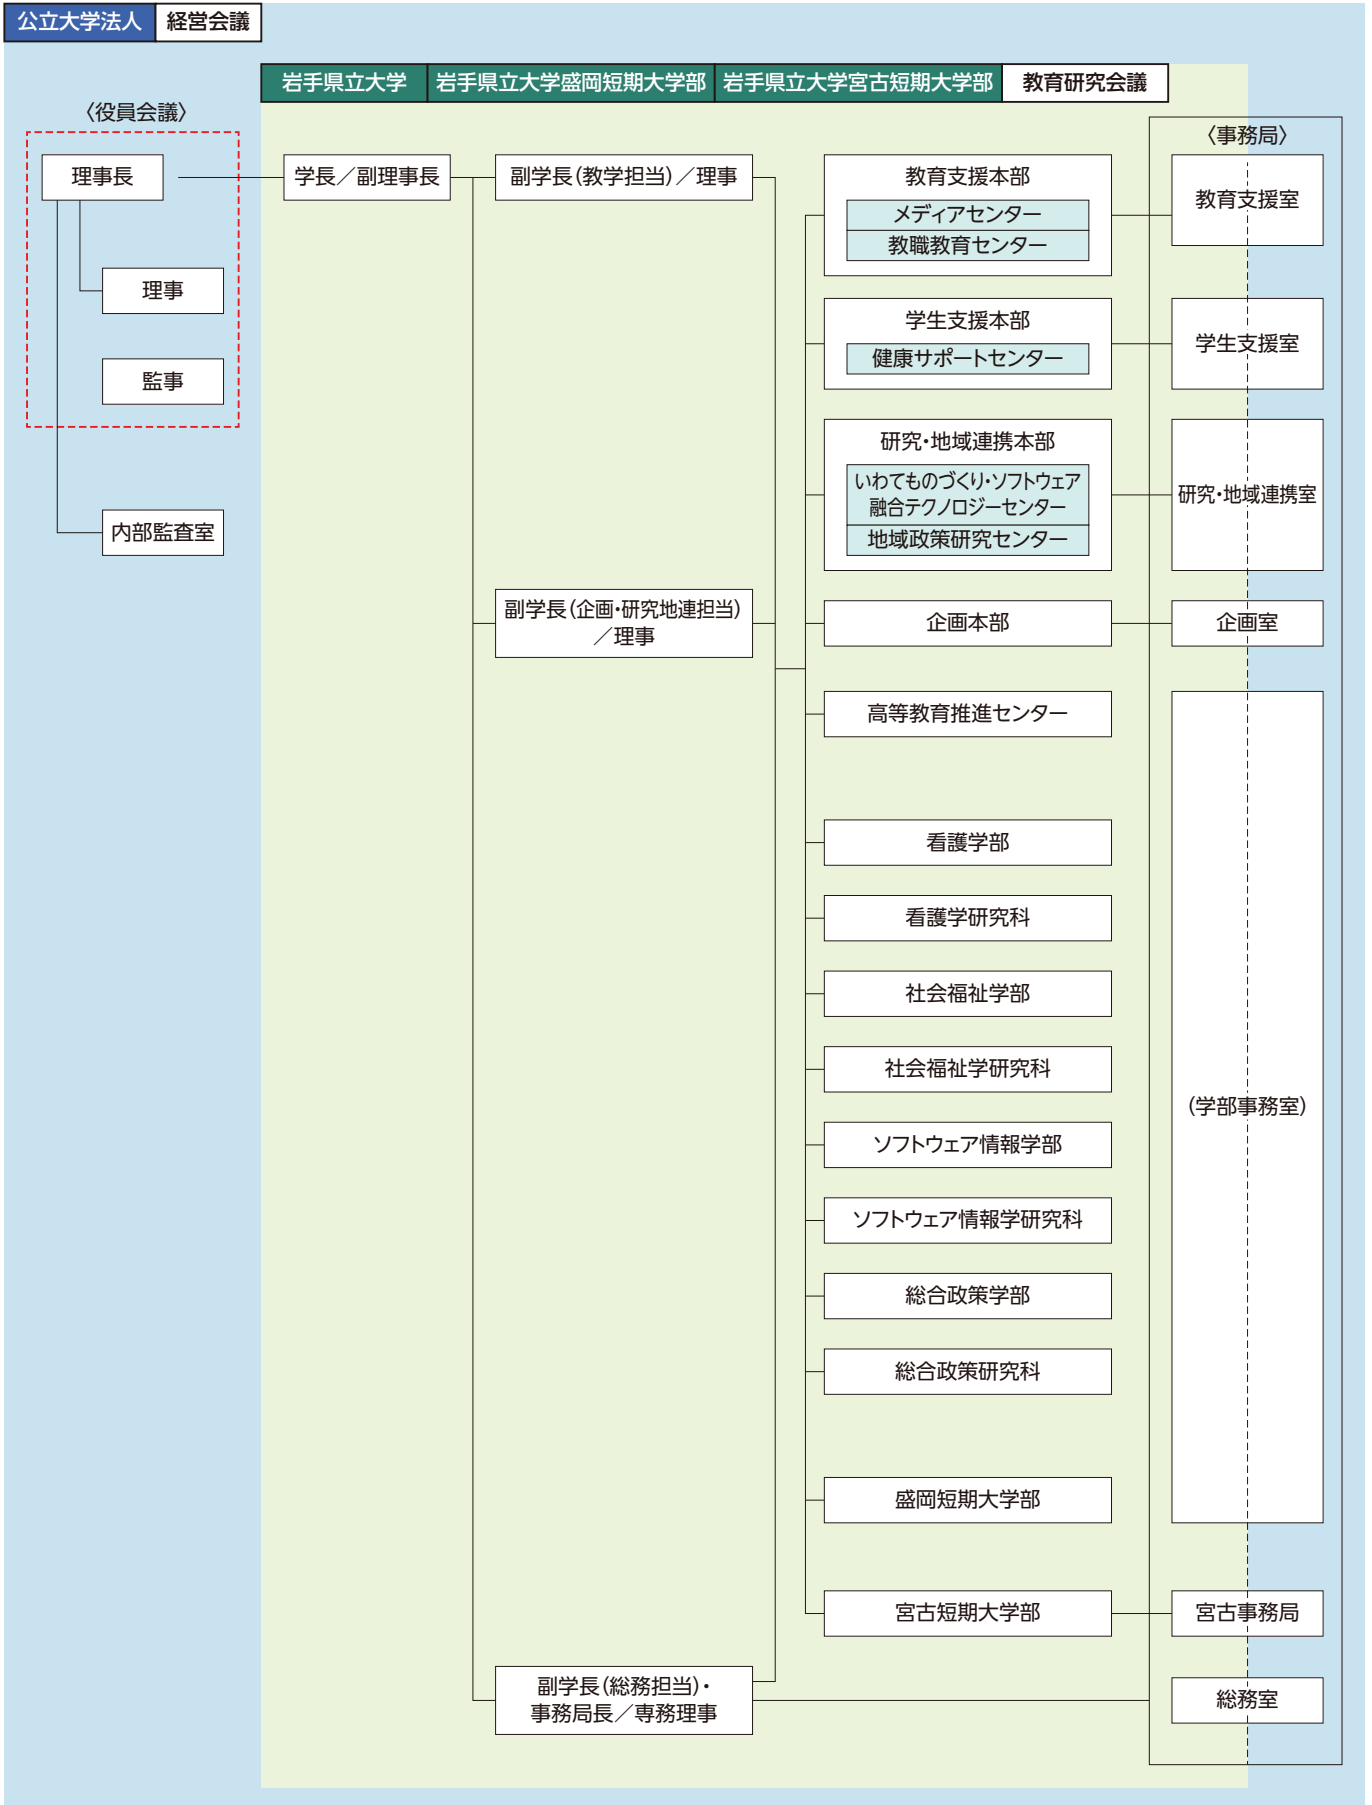 公立大学法人
経営会議
岩手県立大学
岩手県立大学盛岡短期大学部
岩手県立大学宮古短期大学部
教育研究会議
〈役員会議〉
理事長
理事
監事
内部監査室
学長／副理事長
副学長（教学担当）／理事
副学長（企画・研究地連担当）
／理事
副学長（総務担当）・
事務局長／専務理事
教育支援本部
メディアセンター
教職教育センター
学生支援本部
健康サポートセンター
研究・地域連携本部
いわてものづくり・ソフトウェア
融合テクノロジーセンター
地域政策研究センター
企画本部
高等教育推進センター
看護学部
看護学研究科
社会福祉学部
社会福祉学研究科
ソフトウェア情報学部
ソフトウェア情報学研究科
総合政策学部
総合政策研究科
盛岡短期大学部
宮古短期大学部
〈事務局〉
教育支援室
学生支援室
研究・地域連携室
企画室
（学部事務室）
宮古事務局
総務室